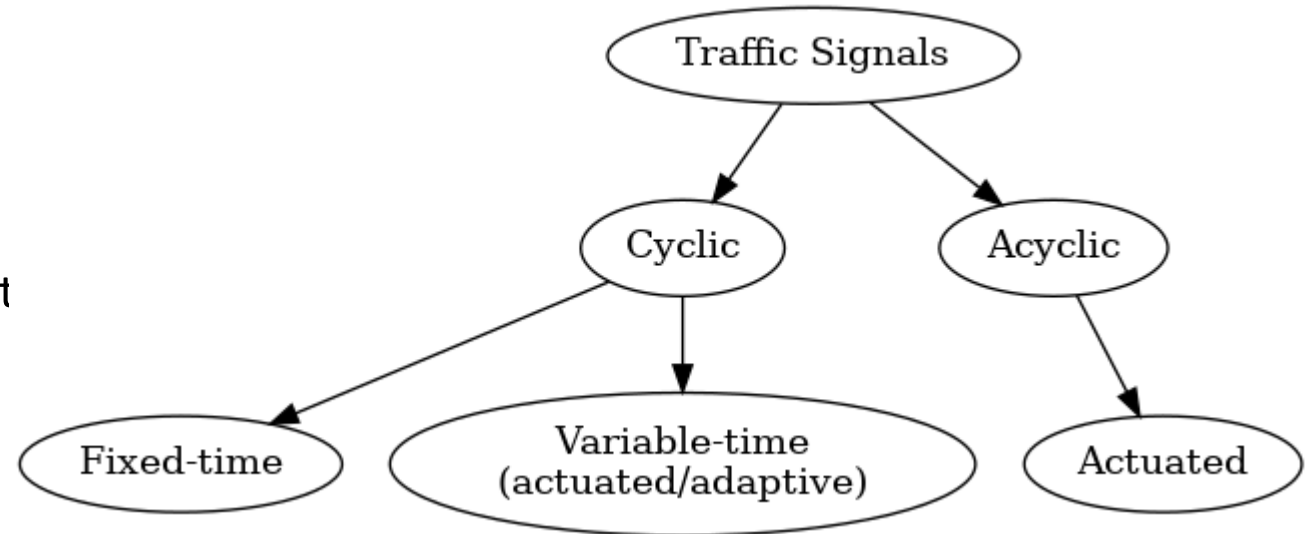 Traffic Signals
Cyclic
Acyclic
t
Fixed-time
Variable-time
(actuated/adaptive)
Actuated